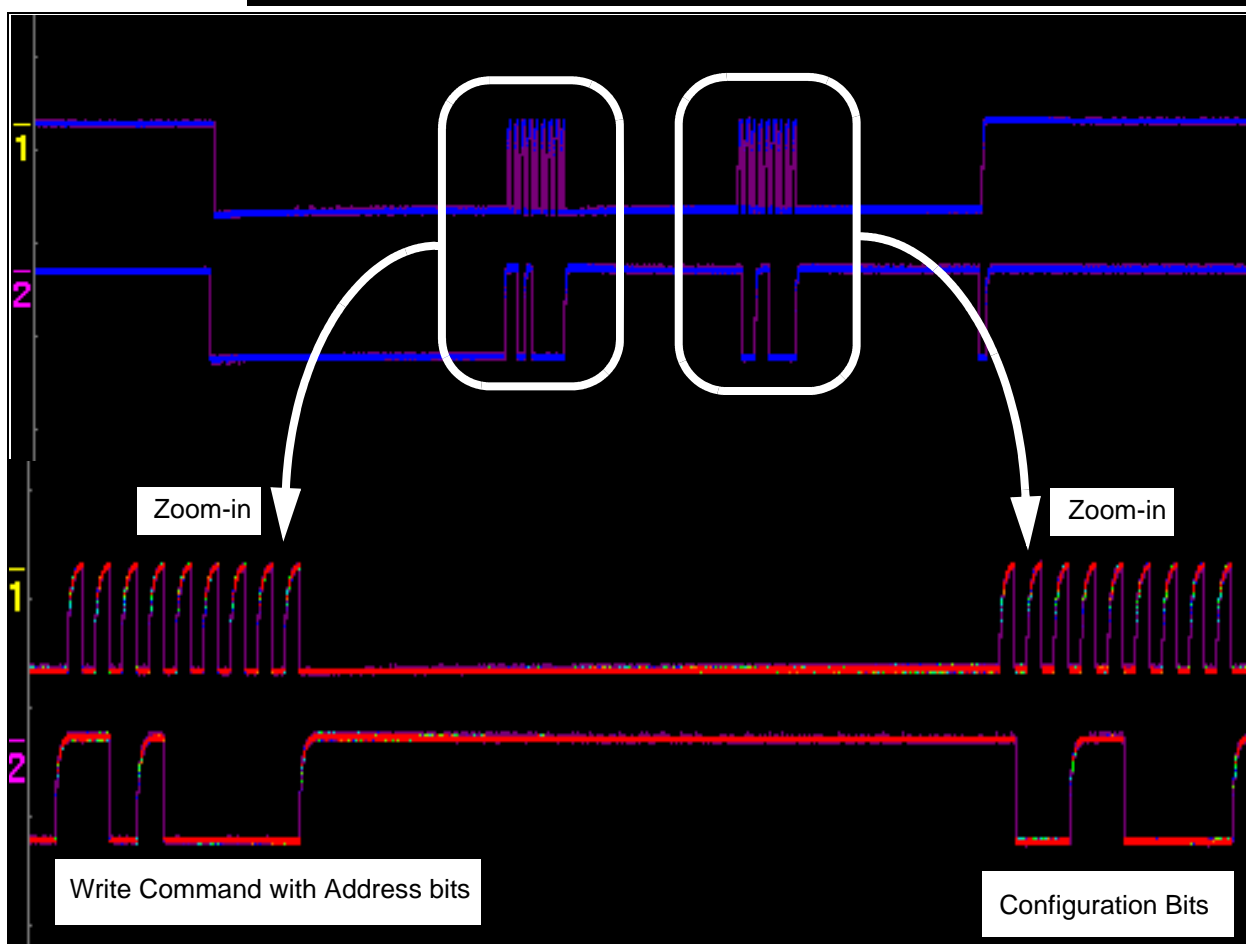 1
2
Zoom-in
Zoom-in
1
2
Write Command with Address bits
Configuration Bits